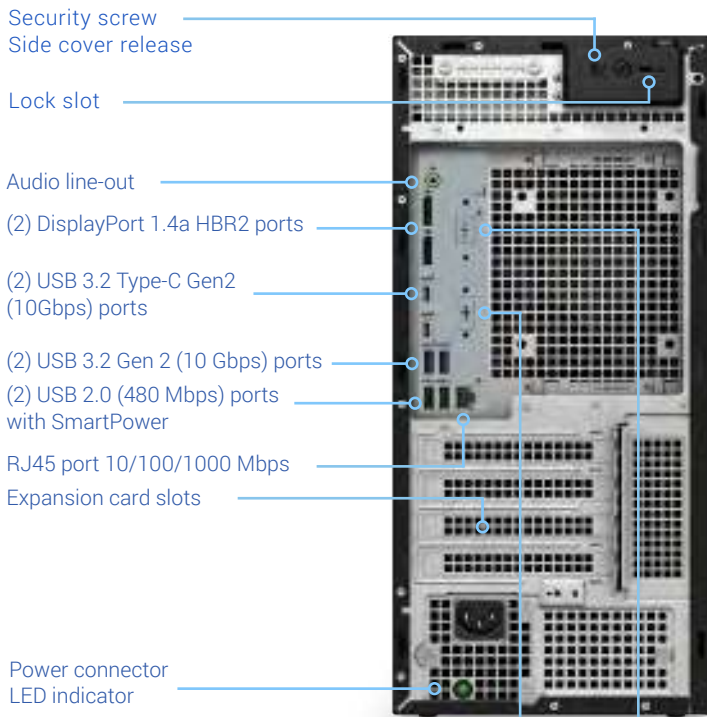 Security screw
Side cover release
Lock slot
Audio line-out
(2) DisplayPort 1.4a HBR2 ports
(2) USB 3.2 Type-C Gen2
(10Gbps) ports
(2) USB 3.2 Gen 2 (10 Gbps) ports
(2) USB 2.0 (480 Mbps) ports
with SmartPower
RJ45 port 10/100/1000 Mbps
Expansion card slots
Power connector
LED indicator